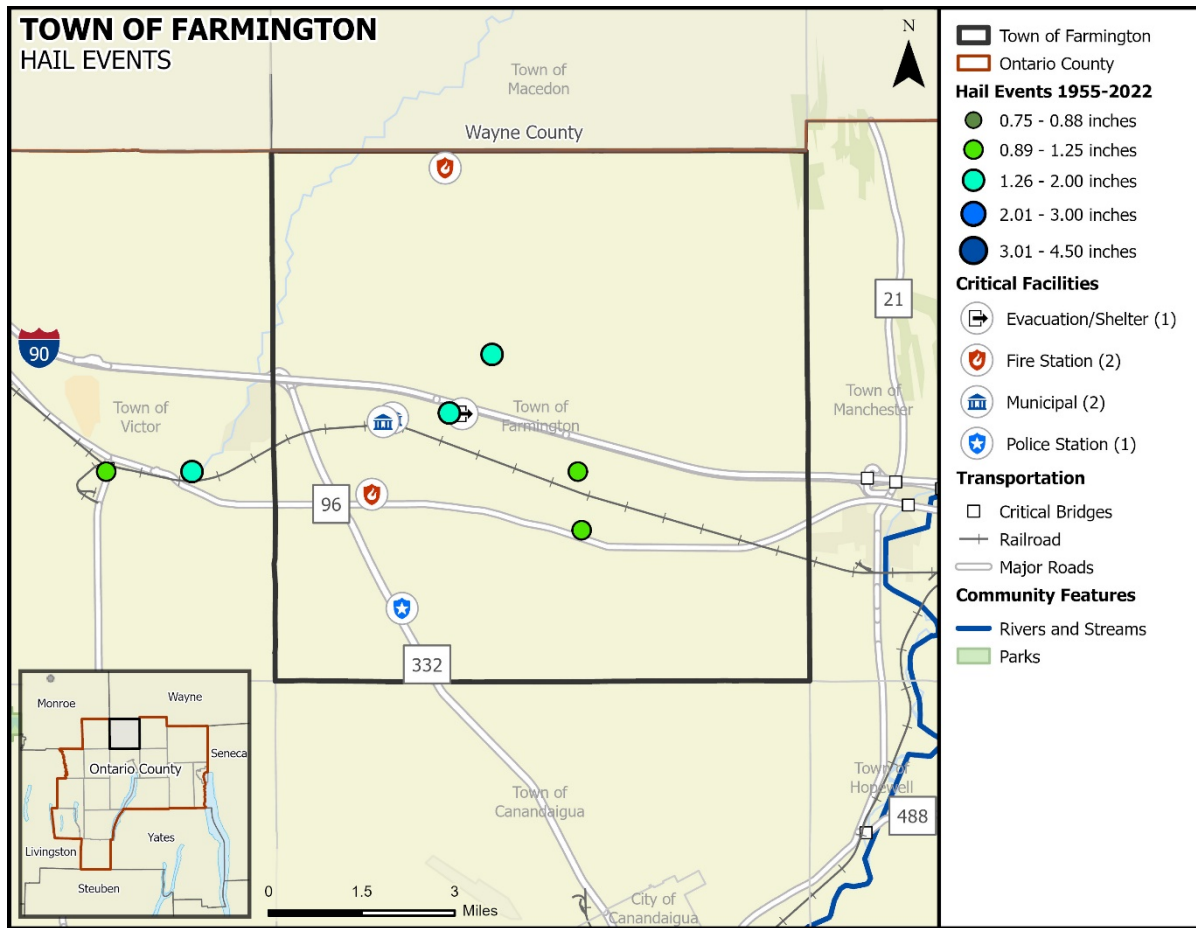 TOWN OF FARMINGTON
HAIL EVENTS
N
Town of
Macedon
Wayne County
90
21
Town of
Victor
Town of
Farmington
Town of
Manchester
96
332
Town of
Canandaigua
Town of
Hopewell
488
City of
Canandaigua
Monroe
Wayne
Seneca
Ontario County
Yates
Livingston
Steuben
0
1.5
3
Miles
Town of Farmington
Ontario County
Hail Events 1955-2022
0.75 - 0.88 inches
0.89 - 1.25 inches
1.26 - 2.00 inches
2.01 - 3.00 inches
3.01 - 4.50 inches
Critical Facilities
Evacuation/Shelter (1)
Fire Station (2)
Municipal (2)
Police Station (1)
Transportation
Critical Bridges
Railroad
Major Roads
Community Features
Rivers and Streams
Parks